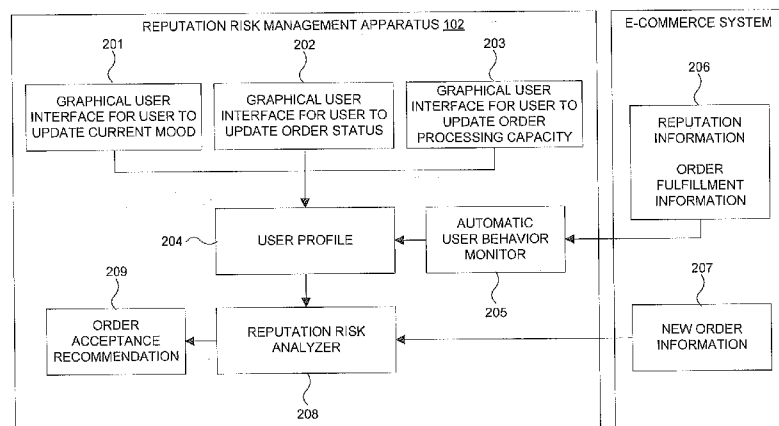 REPUTATION RISK MANAGEMENT APPARATUS 102
E-COMMERCE SYSTEM
201
202
203
GRAPHICAL USER
INTERFACE FOR USER TO
UPDATE CURRENT MOOD
GRAPHICAL USER
INTERFACE FOR USER TO
UPDATE ORDER STATUS
GRAPHICAL USER
INTERFACE FOR USER TO
UPDATE ORDER
PROCESSING CAPACITY
206
REPUTATION
INFORMATION
ORDER
FULFILLMENT
INFORMATION
204
USER PROFILE
AUTOMATIC
USER BEHAVIOR
MONITOR
205
207
209
ORDER
ACCEPTANCE
RECOMMENDATION
REPUTATION RISK
ANALYZER
208
NEW ORDER
INFORMATION